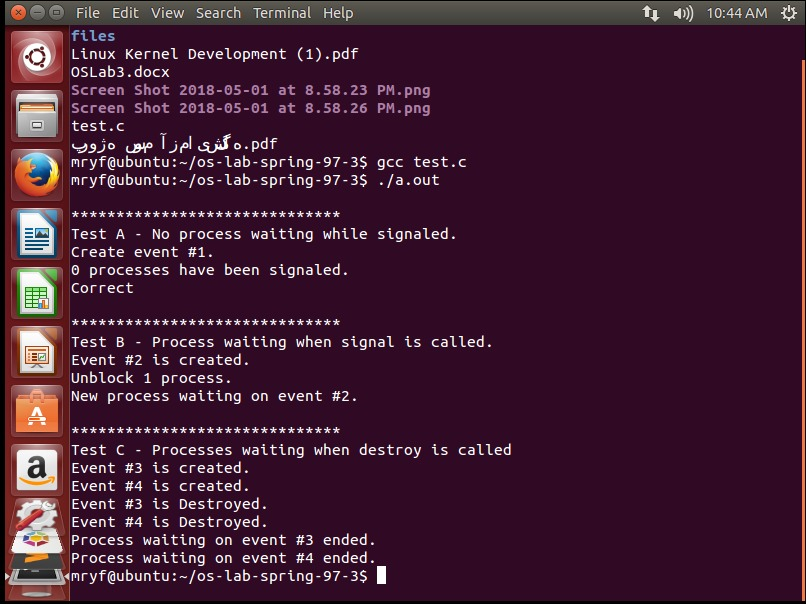 File Edit View Search Terminal Help 10:44 AM
files
Linux Kernel Development (1).pdf
OSLab3.docx
Screen Shot 2018-05-01 at 8.58.23 PM.png
Screen Shot 2018-05-01 at 8.58.26 PM.png
test.c
پروژه سوم آزمایشگاه.pdf
mryf@ubuntu:~/os-lab-spring-97-3$ gcc test.c
mryf@ubuntu:~/os-lab-spring-97-3$ ./a.out
******************************
Test A - No process waiting while signaled.
Create event #1.
0 processes have been signaled.
Correct
******************************
Test B - Process waiting when signal is called.
Event #2 is created.
Unblock 1 process.
New process waiting on event #2.
******************************
Test C - Processes waiting when destroy is called
Event #3 is created.
Event #4 is created.
Event #3 is Destroyed.
Event #4 is Destroyed.
Process waiting on event #3 ended.
Process waiting on event #4 ended.
mryf@ubuntu:~/os-lab-spring-97-3$